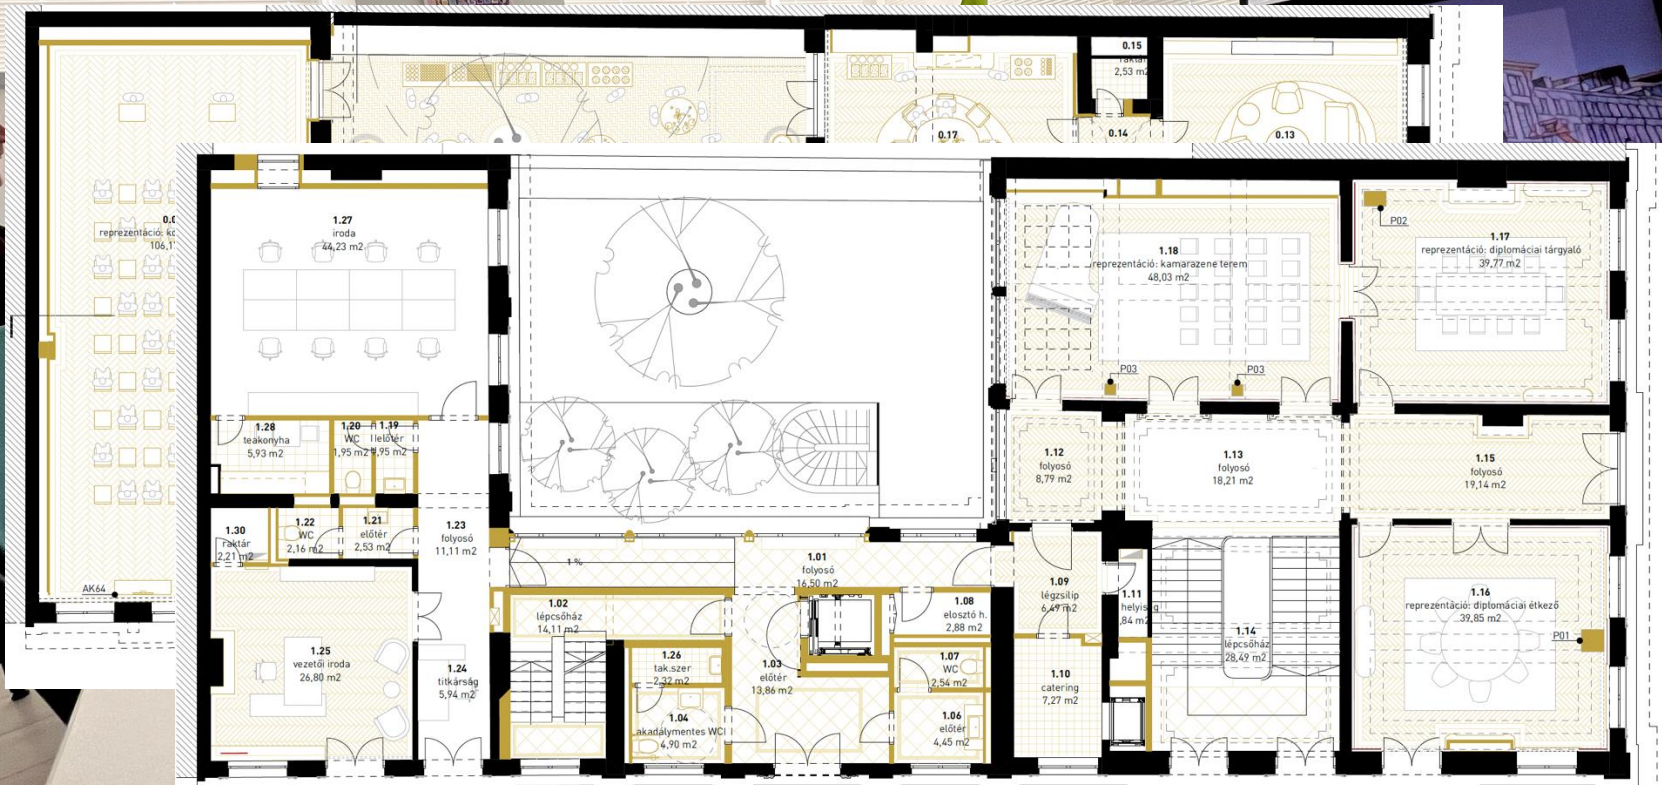 0.15
2,53 m2
0.17
0.14
0.13
reprezentáció:
AK64
1.27
iroda
44,23 m2
1.28
teakonyha
5,93 m2
1.20
WC
1,95 m2
1.19
előtér
1.30
raktár
2,21 m2
1.22
WC
2,16 m2
1.21
előtér
2,53 m2
1.23
folyosó
11,11 m2
1 %
1.01
folyosó
16,50 m2
1.02
lépcsőház
14,11 m2
1.25
vezetői iroda
26,80 m2
1.24
titkárság
5,94 m2
1.26
tak.szer
2,32 m2
1.03
előtér
13,86 m2
1.04
akadálymentes WC
4,90 m2
1.08
elosztó h.
2,88 m2
1.07
WC
2,54 m2
1.06
előtér
4,45 m2
1.18
reprezentáció: kamarazene terem
48,03 m2
P03
P03
P02
1.17
reprezentáció: diplomáciai tárgyaló
39,77 m2
1.12
folyosó
8,79 m2
1.13
folyosó
18,21 m2
1.15
folyosó
19,14 m2
1.09
légzsilip
6,49 m2
1.11
helyiség
1.10
catering
7,27 m2
1.14
lépcsőház
28,49 m2
1.16
reprezentáció: diplomáciai étkező
39,85 m2
P01